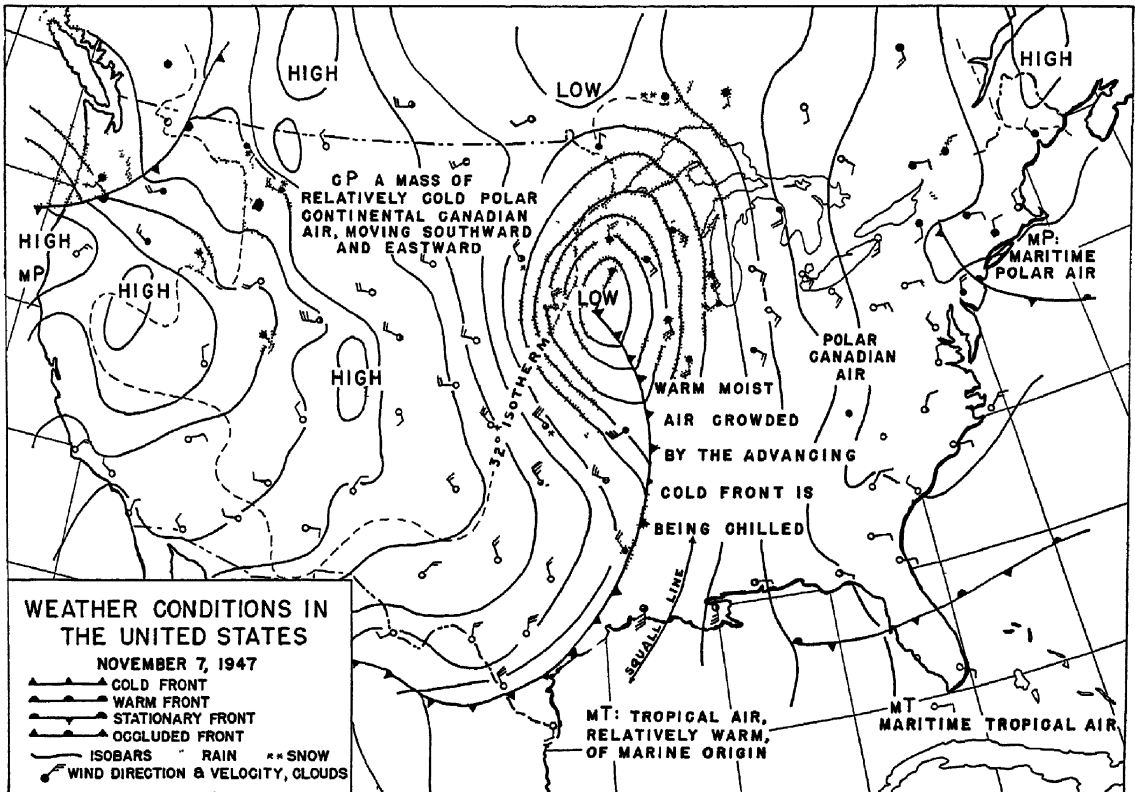 HIGH
LOW
HIGH
CP A MASS OF
RELATIVELY COLD POLAR
CONTINENTAL CANADIAN
AIR, MOVING SOUTHWARD
AND EASTWARD
HIGH
MP
HIGH
MP:
MARITIME
POLAR AIR
LOW
POLAR
CANADIAN
AIR
HIGH
32° ISOTHERM
WARM MOIST
AIR CROWDED
BY THE ADVANCING
COLD FRONT IS
BEING CHILLED
SQUALL LINE
WEATHER CONDITIONS IN
THE UNITED STATES
NOVEMBER 7, 1947
COLD FRONT
WARM FRONT
STATIONARY FRONT
OCCLUDED FRONT
ISOBARS " RAIN ** SNOW
WIND DIRECTION & VELOCITY, CLOUDS
MT: TROPICAL AIR,
RELATIVELY WARM,
OF MARINE ORIGIN
MT
MARITIME TROPICAL AIR